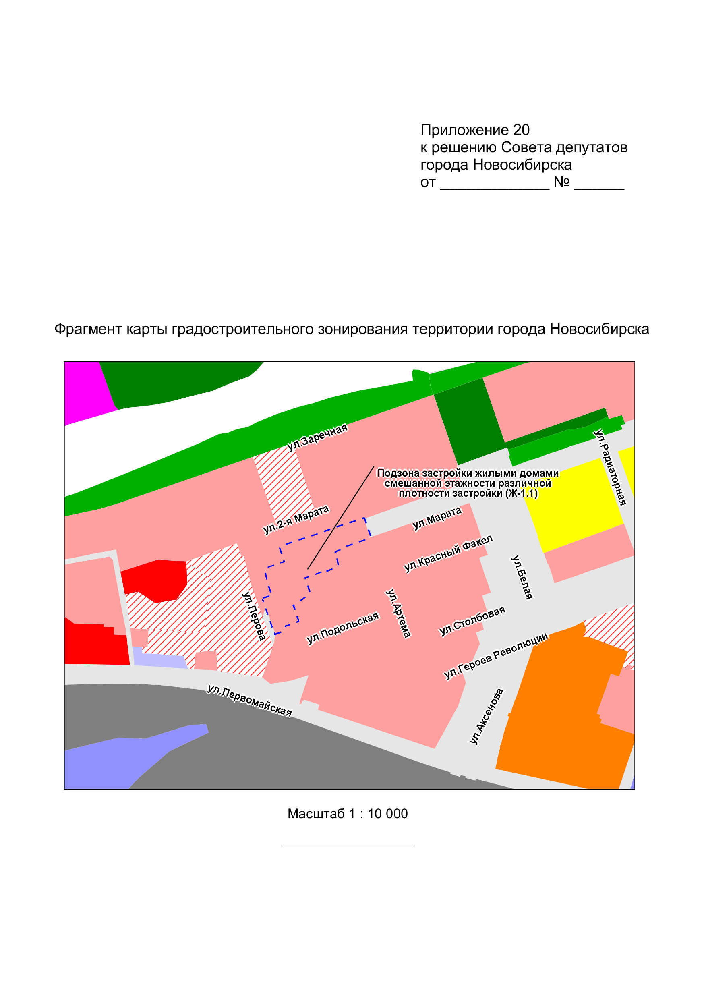 Приложение 20
к решению Совета депутатов
города Новосибирска
от _____________ № ______
Фрагмент карты градостроительного зонирования территории города Новосибирска
ул.Заречная
ул.Радиаторная
Подзона застройки жилыми домами
смешанной этажности различной
плотности застройки (Ж-1.1)
ул.2-я Марата
ул.Марата
ул.Красный Факел
ул.Белая
ул.Перова
ул.Артема
ул.Подольская
ул.Столбовая
ул.Героев Революции
ул.Первомайская
ул.Аксенова
Масштаб 1 : 10 000